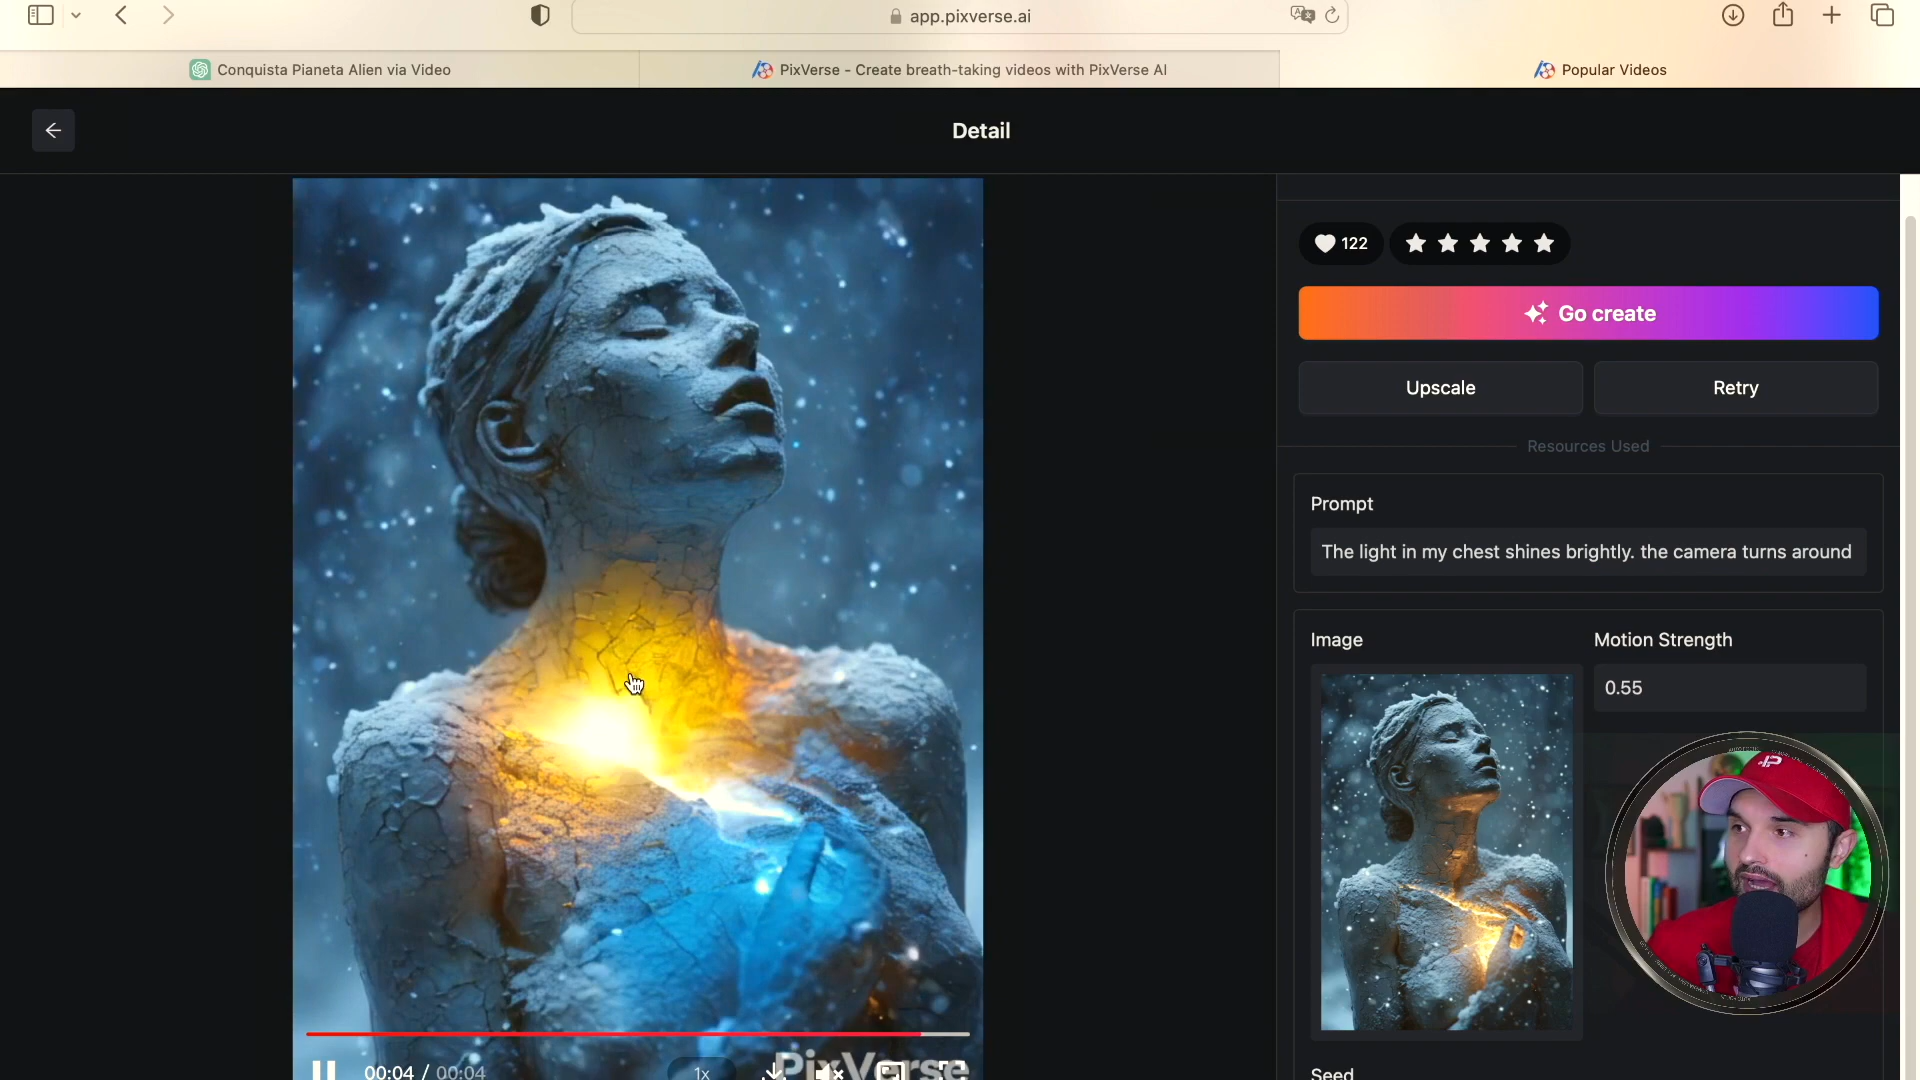 app.pixverse.ai
Conquista Pianeta Alien via Video
PixVerse - Create breath-taking videos with PixVerse AI
Popular Videos
Detail
122
Go create
Upscale
Retry
Resources Used
Prompt
The light in my chest shines brightly. the camera turns around
Image
Motion Strength
0.55
00:04 / 00:04
1x
PixVerse
Seed